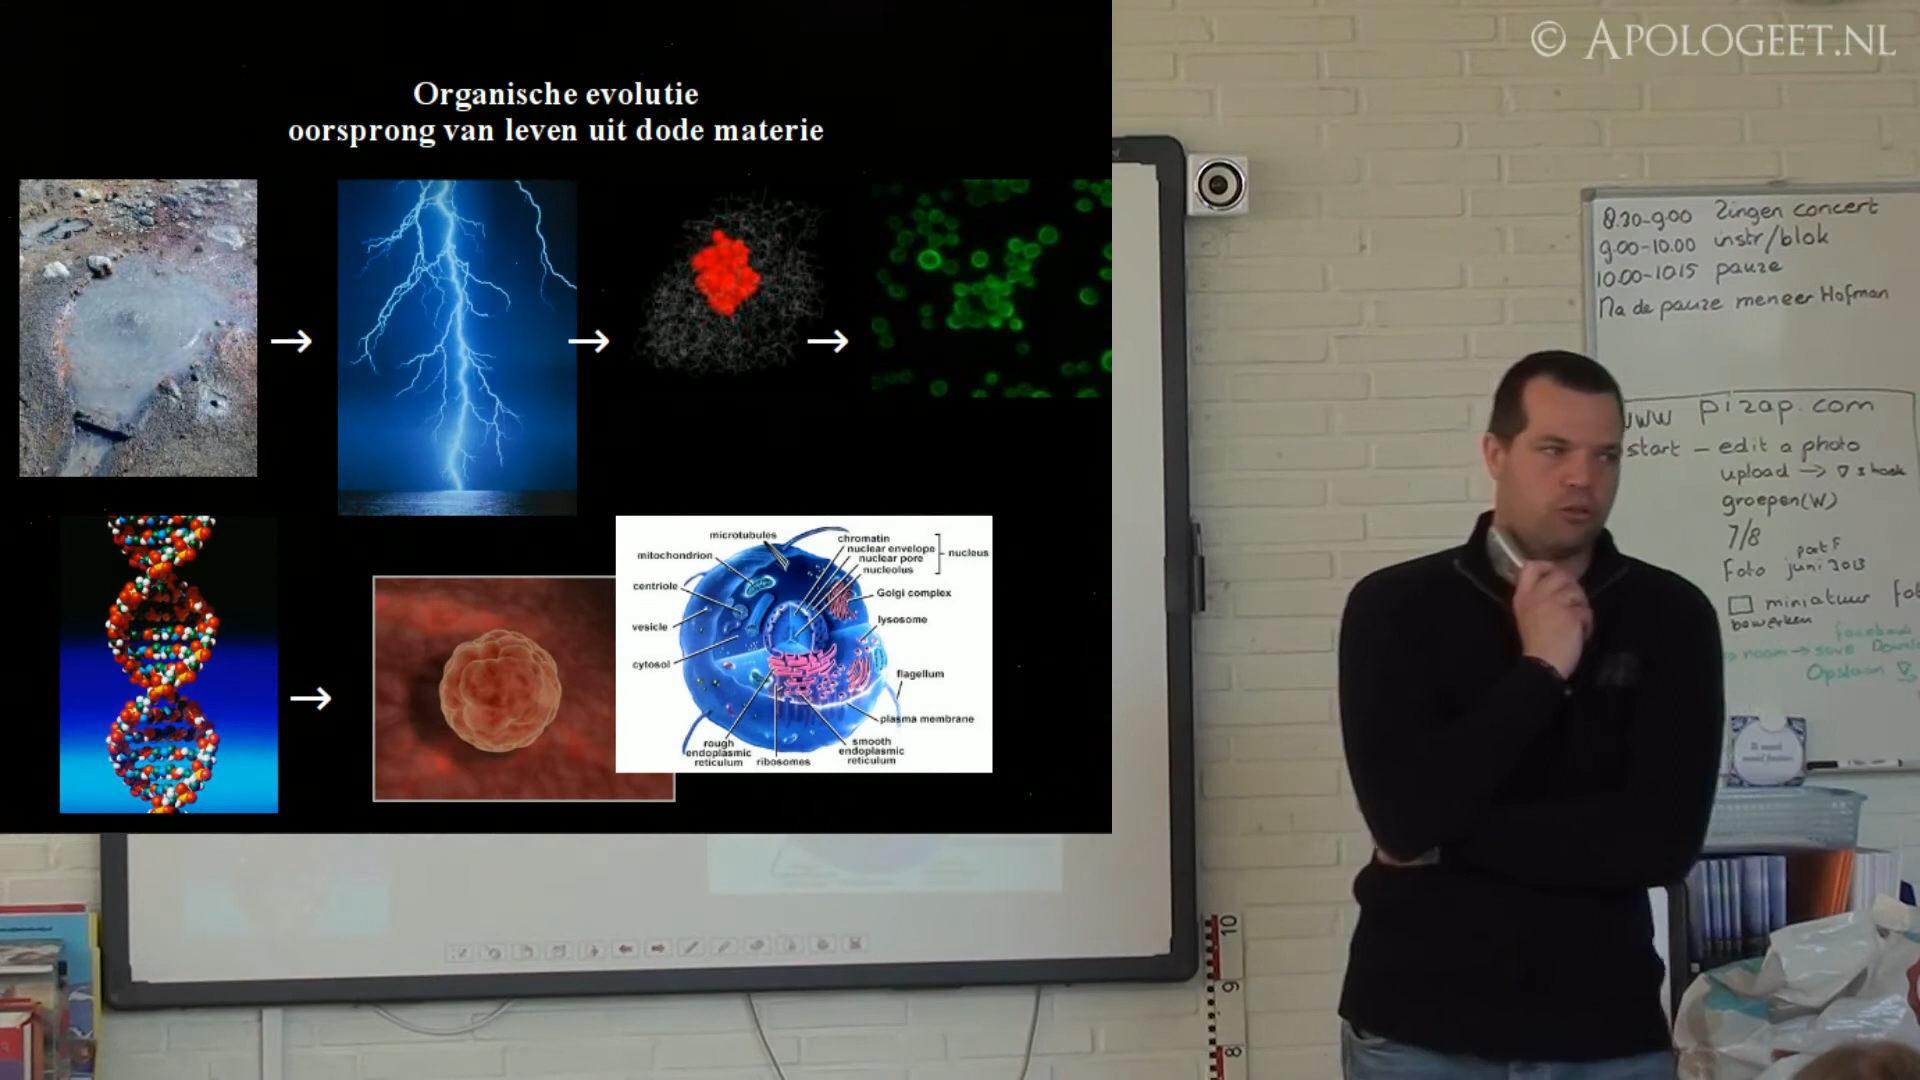 © APOLOGEET.NL
Organische evolutie
oorsprong van leven uit dode materie
→
→
→
→
microtubules
mitochondrion
centriole
vesicle
cytosol
rough
endoplasmic
reticulum
ribosomes
smooth
endoplasmic
reticulum
plasma membrane
flagellum
lysosome
Golgi complex
chromatin
nuclear envelope
nuclear pore
nucleolus
nucleus
8.30-9.00 Zingen concert
9.00-10.00 instr/blok
10.00-10.15 pauze
Na de pauze meneer Hofman
www pizap.com
start - edit a photo
upload →
groepen(W)
7/8
Foto juni 2013
miniatuur
bewerken
facebook
naam → save
Opslaan
10
9
8